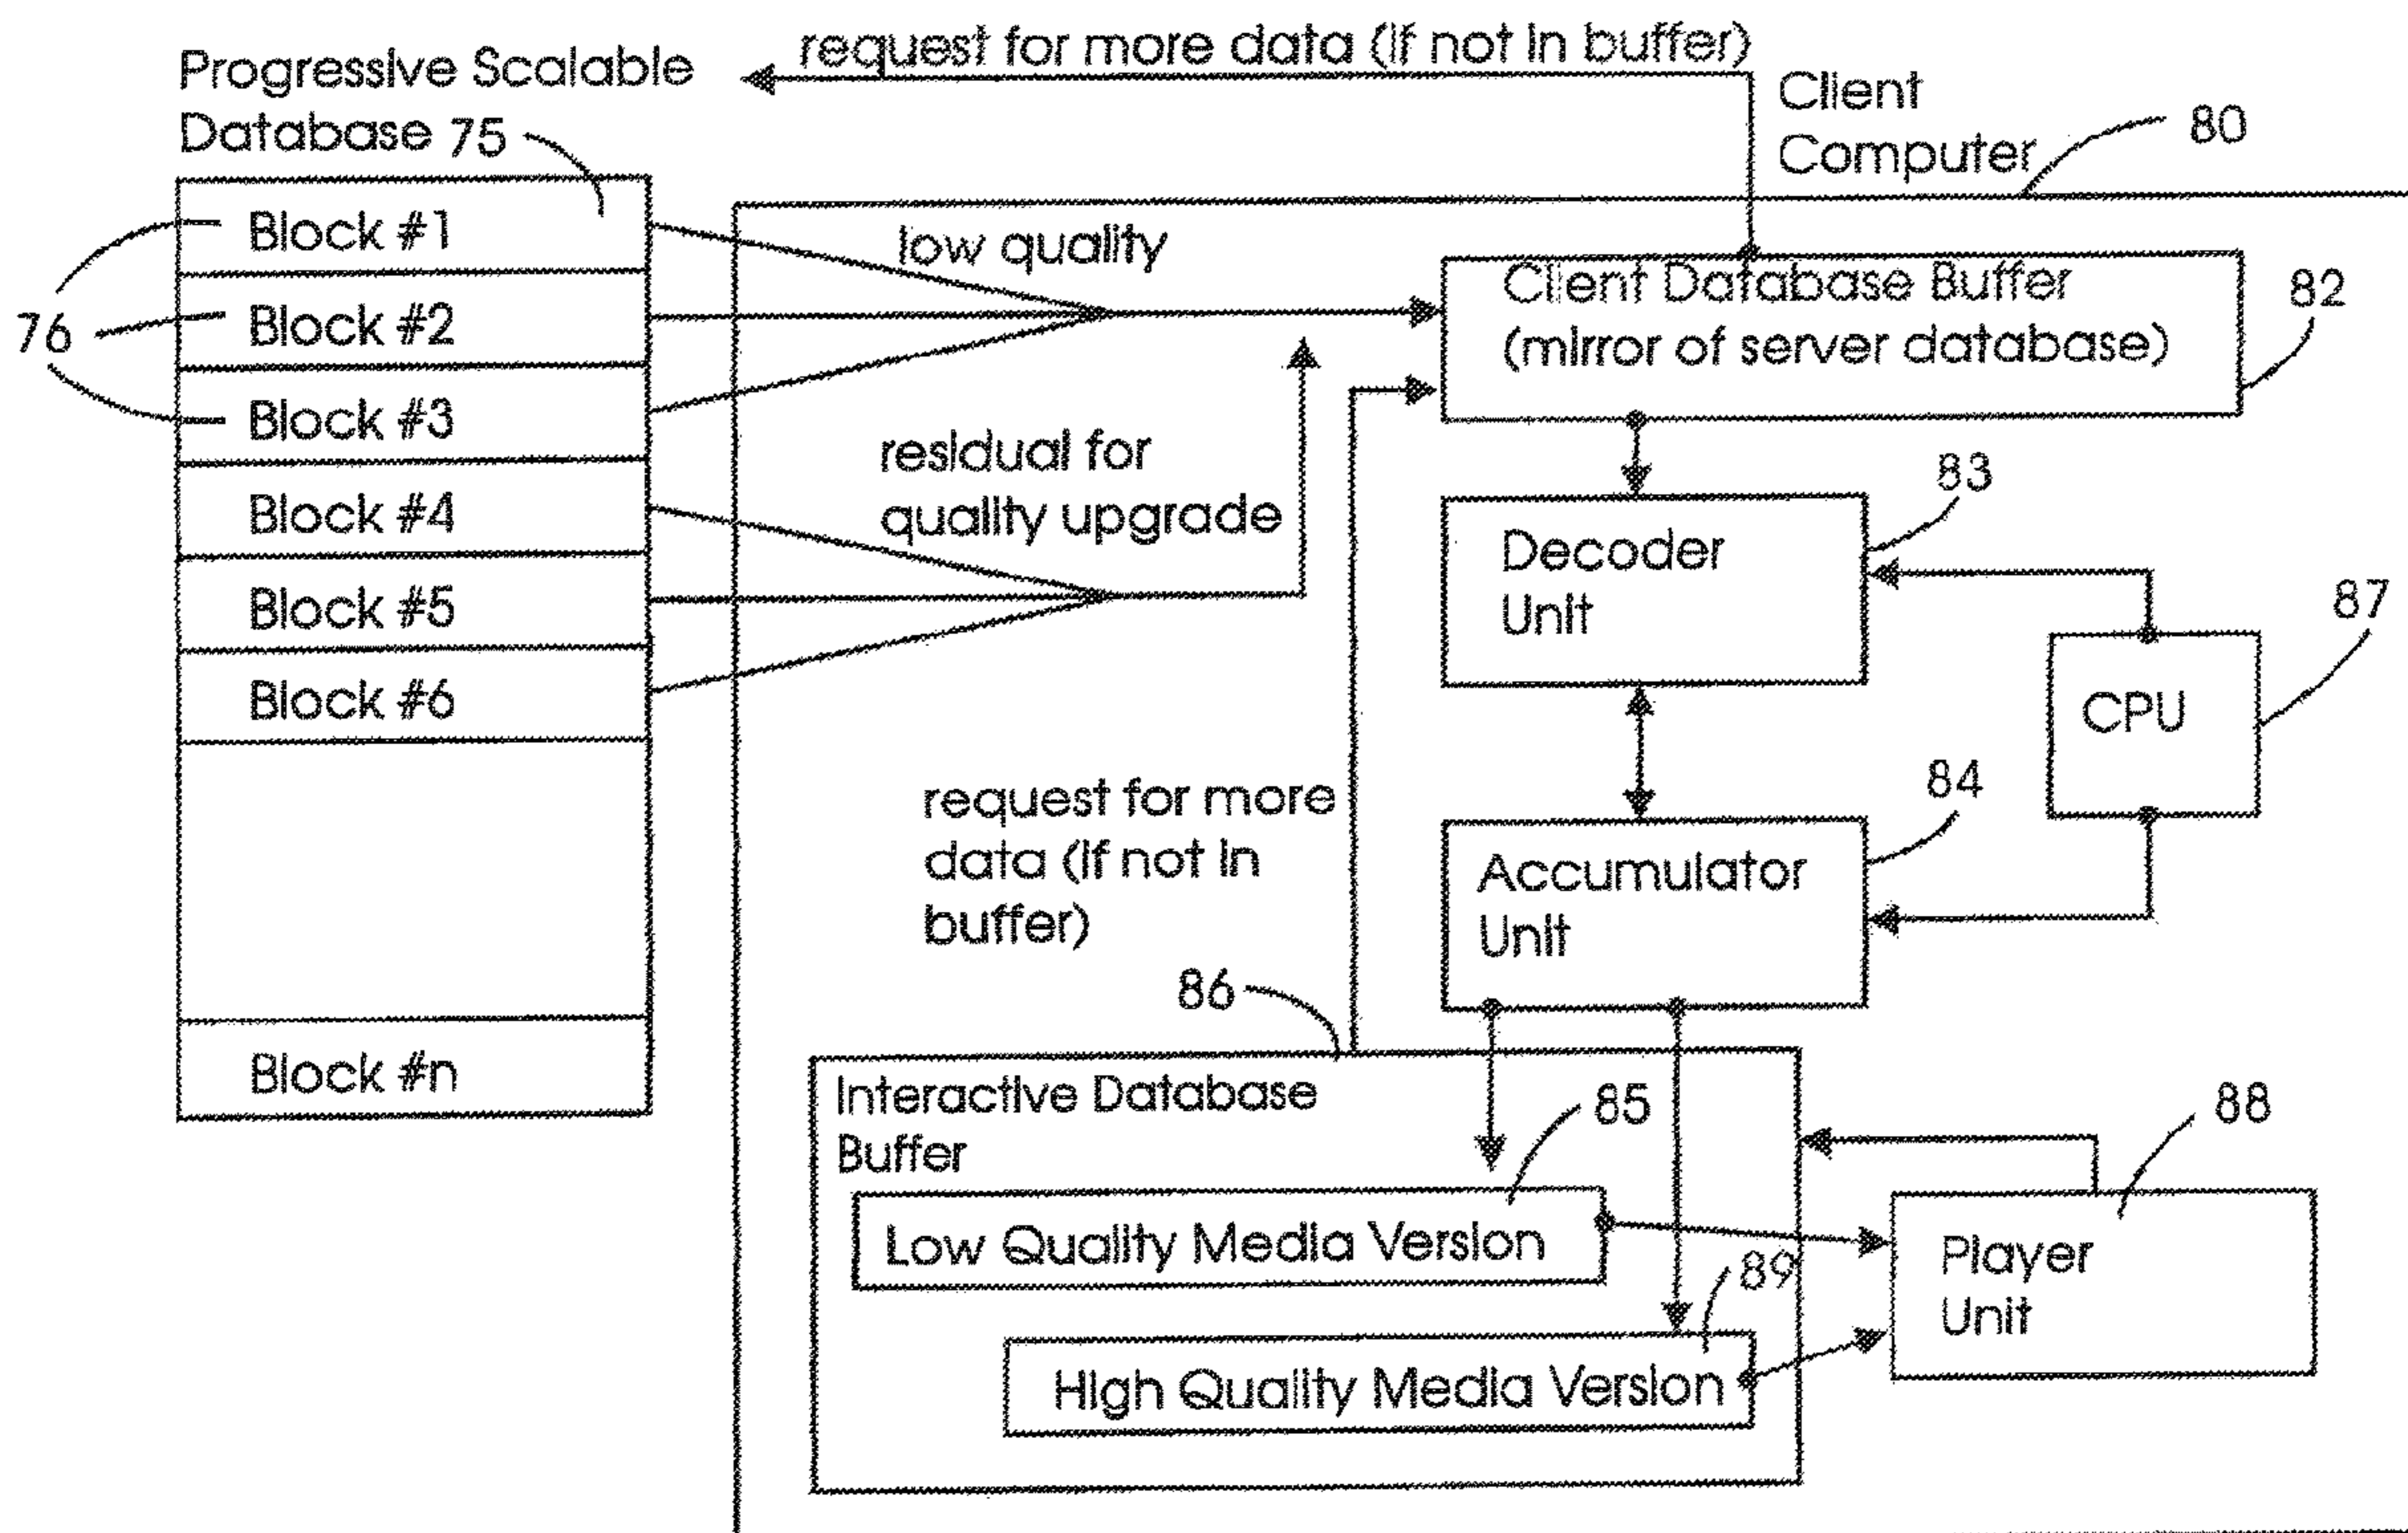 request for more data (if not in buffer)
Progressive Scalable
Database 75
Client
Computer
80
Block #1
Block #2
Block #3
Block #4
Block #5
Block #6
Block #n
76
low quality
residual for
quality upgrade
Client Database Buffer
(mirror of server database)
82
Decoder
Unit
83
CPU
87
request for more
data (if not in
buffer)
Accumulator
Unit
84
86
Interactive Database
Buffer
85
Low Quality Media Version
89
High Quality Media Version
88
Player
Unit